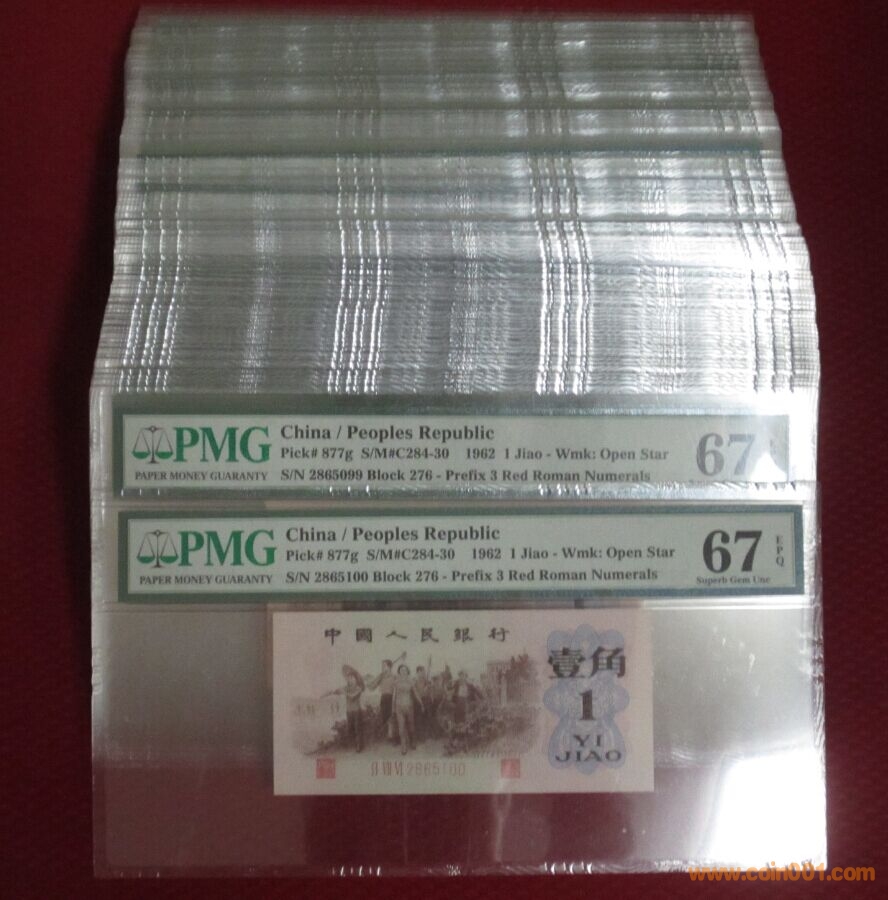 PMG
PAPER MONEY GUARANTY
China / Peoples Republic
Pick# 877g S/M#C284-30 1962 1 Jiao - Wmk: Open Star
S/N 2865099 Block 276 - Prefix 3 Red Roman Numerals
67
PMG
PAPER MONEY GUARANTY
China / Peoples Republic
Pick# 877g S/M#C284-30 1962 1 Jiao - Wmk: Open Star
S/N 2865100 Block 276 - Prefix 3 Red Roman Numerals
67
EPQ
Superb Gem Unc
中國人民銀行
壹角
1
YI
JIAO
2865100
www.coin001.com